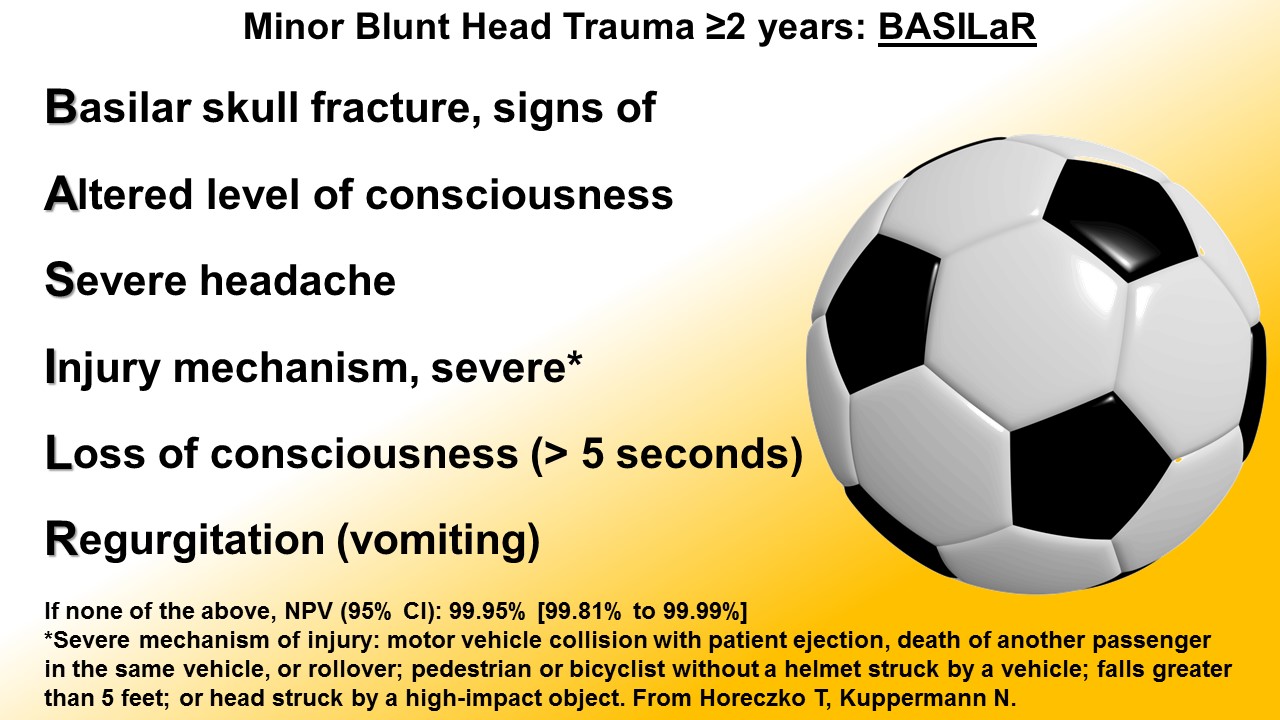 Minor Blunt Head Trauma ≥2 years: BASILaR
Basilar skull fracture, signs of
Altered level of consciousness
Severe headache
Injury mechanism, severe*
Loss of consciousness (> 5 seconds)
Regurgitation (vomiting)
If none of the above, NPV (95% CI): 99.95% [99.81% to 99.99%]
*Severe mechanism of injury: motor vehicle collision with patient ejection, death of another passenger
in the same vehicle, or rollover; pedestrian or bicyclist without a helmet struck by a vehicle; falls greater
than 5 feet; or head struck by a high-impact object. From Horeczko T, Kuppermann N.